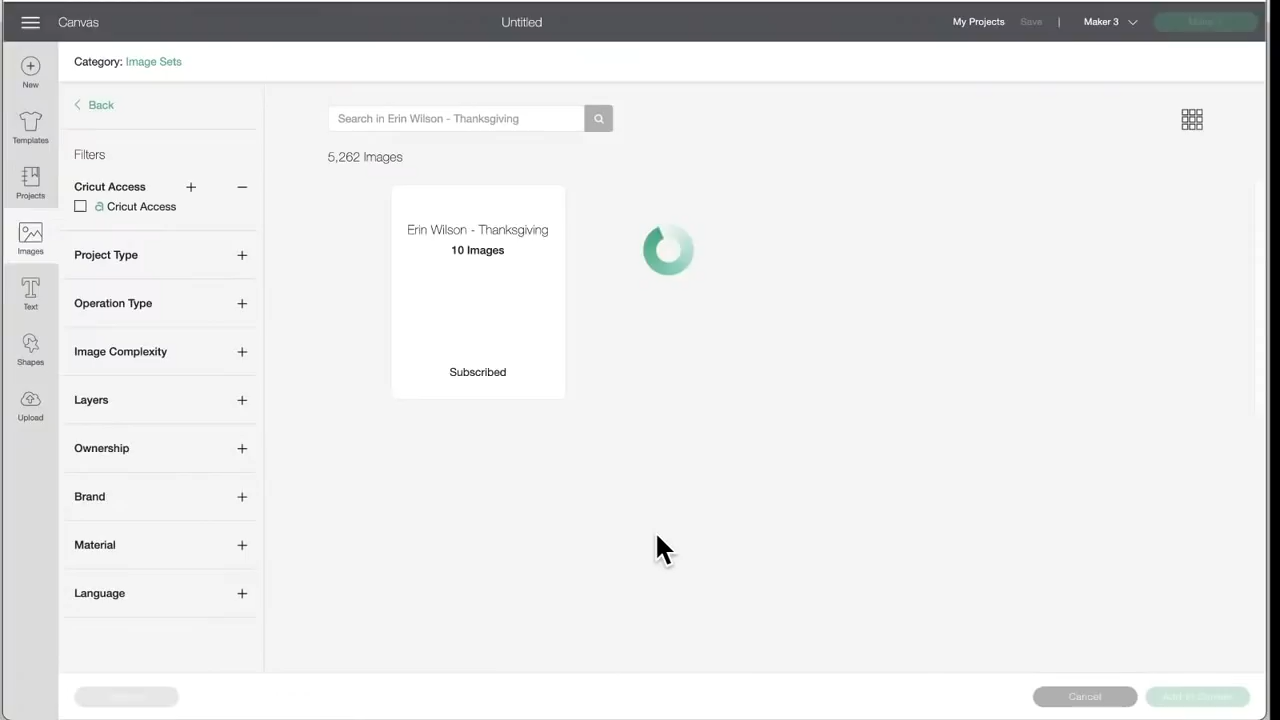 Canvas
Untitled
My Projects
Save
|
Maker 3
New
Templates
Projects
Images
Text
Shapes
Upload
Category: Image Sets
Back
Filters
Cricut Access
Cricut Access
Project Type
Operation Type
Image Complexity
Layers
Ownership
Brand
Material
Language
Search in Erin Wilson - Thanksgiving
5,262 Images
Erin Wilson - Thanksgiving
10 Images
Subscribed
Cancel